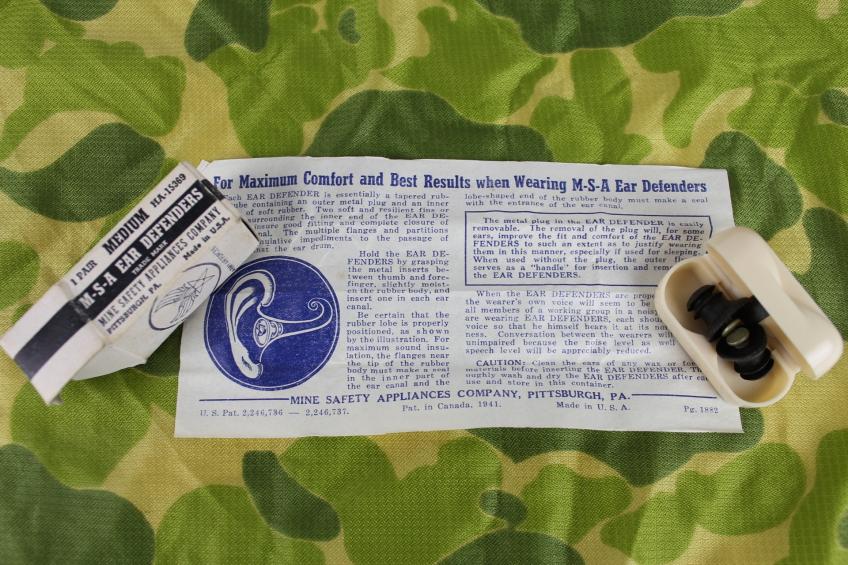 1 PAIR MEDIUM HA-15369
M-S-A EAR DEFENDERS
TRADE MARK
MINE SAFETY APPLIANCES COMPANY
PITTSBURGH, PA. Made in U.S.A.
For Maximum Comfort and Best Results when Wearing M-S-A Ear Defenders
Each EAR DEFENDER is essentially a tapered rub-
be containing an outer metal plug and an inner
of soft rubber. Two soft and resilient fins or
surrounding the inner end of the EAR DE-
sure good fitting and complete closure of
nal. The multiple flanges and partitions
sulative impediments to the passage of
the ear drum.
Hold the EAR DE-
FENDERS by grasping
the metal inserts be-
tween thumb and fore-
finger, slightly moist-
en the rubber body, and
insert one in each ear
canal.
Be certain that the
rubber lobe is properly
positioned, as shown
by the illustration. For
maximum sound insu-
lation, the flanges near
the tip of the rubber
body must make a seal
in the inner part of
the ear canal and the
lobe-shaped outer end of the rubber body must make a seal
with the entrance of the ear canal.
The metal plug in the EAR DEFENDER is easily
removable. The removal of the plug will, for some
ears, improve the fit and comfort of the EAR DE-
FENDERS to such an extent as to justify wearing
them in this manner, especially if used for sleeping.
When used without the plug, the outer
serves as a "handle" for insertion and
the EAR DEFENDERS.
When the EAR DEFENDERS are
the wearer's own voice will seem to be
all members of a working group in a noisy
are wearing EAR DEFENDERS, each
voice so that he himself hears it at its
ness. Conversation between the wearers will
unimpaired because the noise level as well
speech level will be appreciably reduced.
CAUTION: Clean the ears of any wax or
materials before inserting the EAR DEFENDER.
oughly wash and dry the EAR DEFENDERS after
use and store in this container.
MINE SAFETY APPLIANCES COMPANY, PITTSBURGH, PA.
U. S. Pat. 2,246,736 — 2,246,737. Pat. in Canada, 1941. Made in U. S. A. Pg. 1882